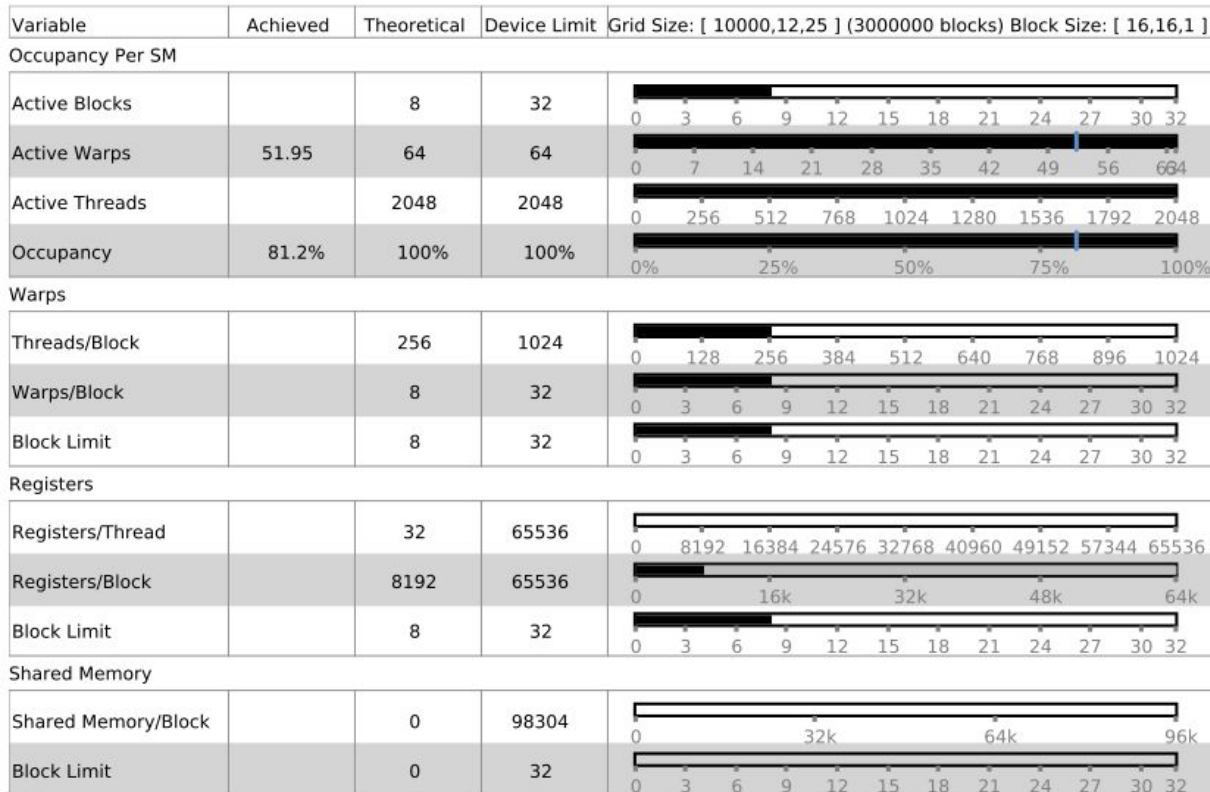 Variable Achieved Theoretical Device Limit Grid Size: [ 10000,12,25 ] (3000000 blocks) Block Size: [ 16,16,1 ]
Occupancy Per SM
Active Blocks 8 32
0 3 6 9 12 15 18 21 24 27 30 32
Active Warps 51.95 64 64
0 7 14 21 28 35 42 49 56 63 64
Active Threads 2048 2048
0 256 512 768 1024 1280 1536 1792 2048
Occupancy 81.2% 100% 100%
0% 25% 50% 75% 100%
Warps
Threads/Block 256 1024
0 128 256 384 512 640 768 896 1024
Warps/Block 8 32
0 3 6 9 12 15 18 21 24 27 30 32
Block Limit 8 32
0 3 6 9 12 15 18 21 24 27 30 32
Registers
Registers/Thread 32 65536
0 8192 16384 24576 32768 40960 49152 57344 65536
Registers/Block 8192 65536
0 16k 32k 48k 64k
Block Limit 8 32
0 3 6 9 12 15 18 21 24 27 30 32
Shared Memory
Shared Memory/Block 0 98304
0 32k 64k 96k
Block Limit 0 32
0 3 6 9 12 15 18 21 24 27 30 32